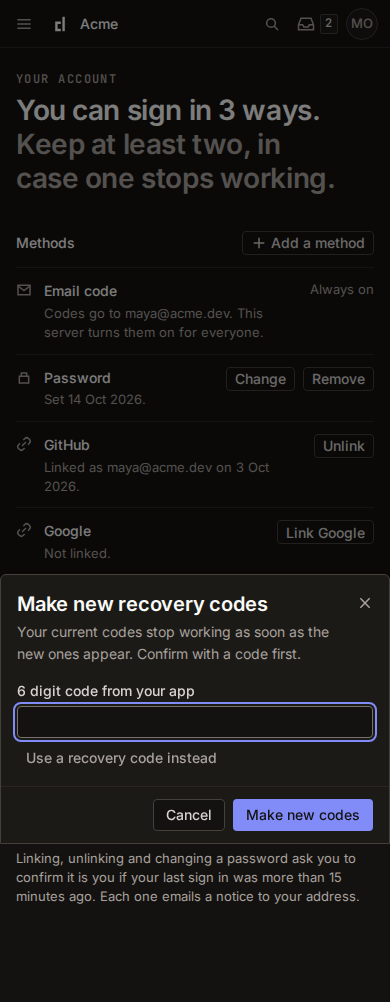 Acme
2
MO
YOUR ACCOUNT
You can sign in 3 ways.
Keep at least two, in
case one stops working.
Methods
Add a method
Email code
Always on
Codes go to maya@acme.dev. This
server turns them on for everyone.
Password
Change
Remove
Set 14 Oct 2026.
GitHub
Unlink
Linked as maya@acme.dev on 3 Oct
2026.
Google
Link Google
Not linked.
Make new recovery codes
Your current codes stop working as soon as the
new ones appear. Confirm with a code first.
6 digit code from your app
Use a recovery code instead
Cancel
Make new codes
Linking, unlinking and changing a password ask you to
confirm it is you if your last sign in was more than 15
minutes ago. Each one emails a notice to your address.